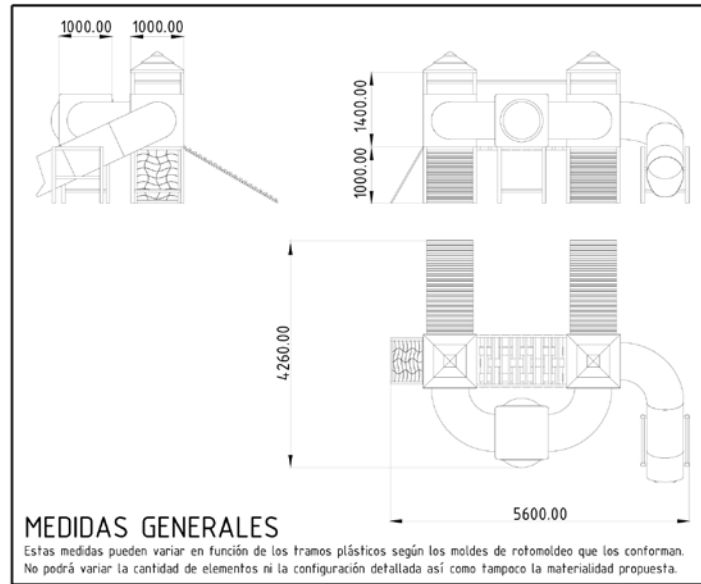 1000.00 1000.00
1400.00
1000.00
4260.00
5600.00
MEDIDAS GENERALES
Estas medidas pueden variar en función de los tramos plásticos según los moldes de rotomoldeo que los conforman.
No podrá variar la cantidad de elementos ni la configuración detallada así como tampoco la materialidad propuesta.